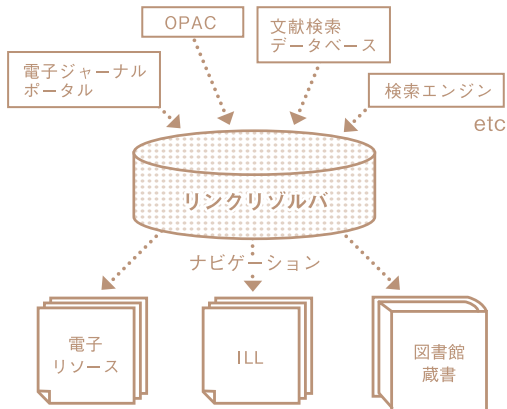 OPAC
文献検索
データベース
電子ジャーナル
ポータル
検索エンジン
etc
リンクリゾルバ
ナビゲーション
電子
リソース
ILL
図書館
蔵書